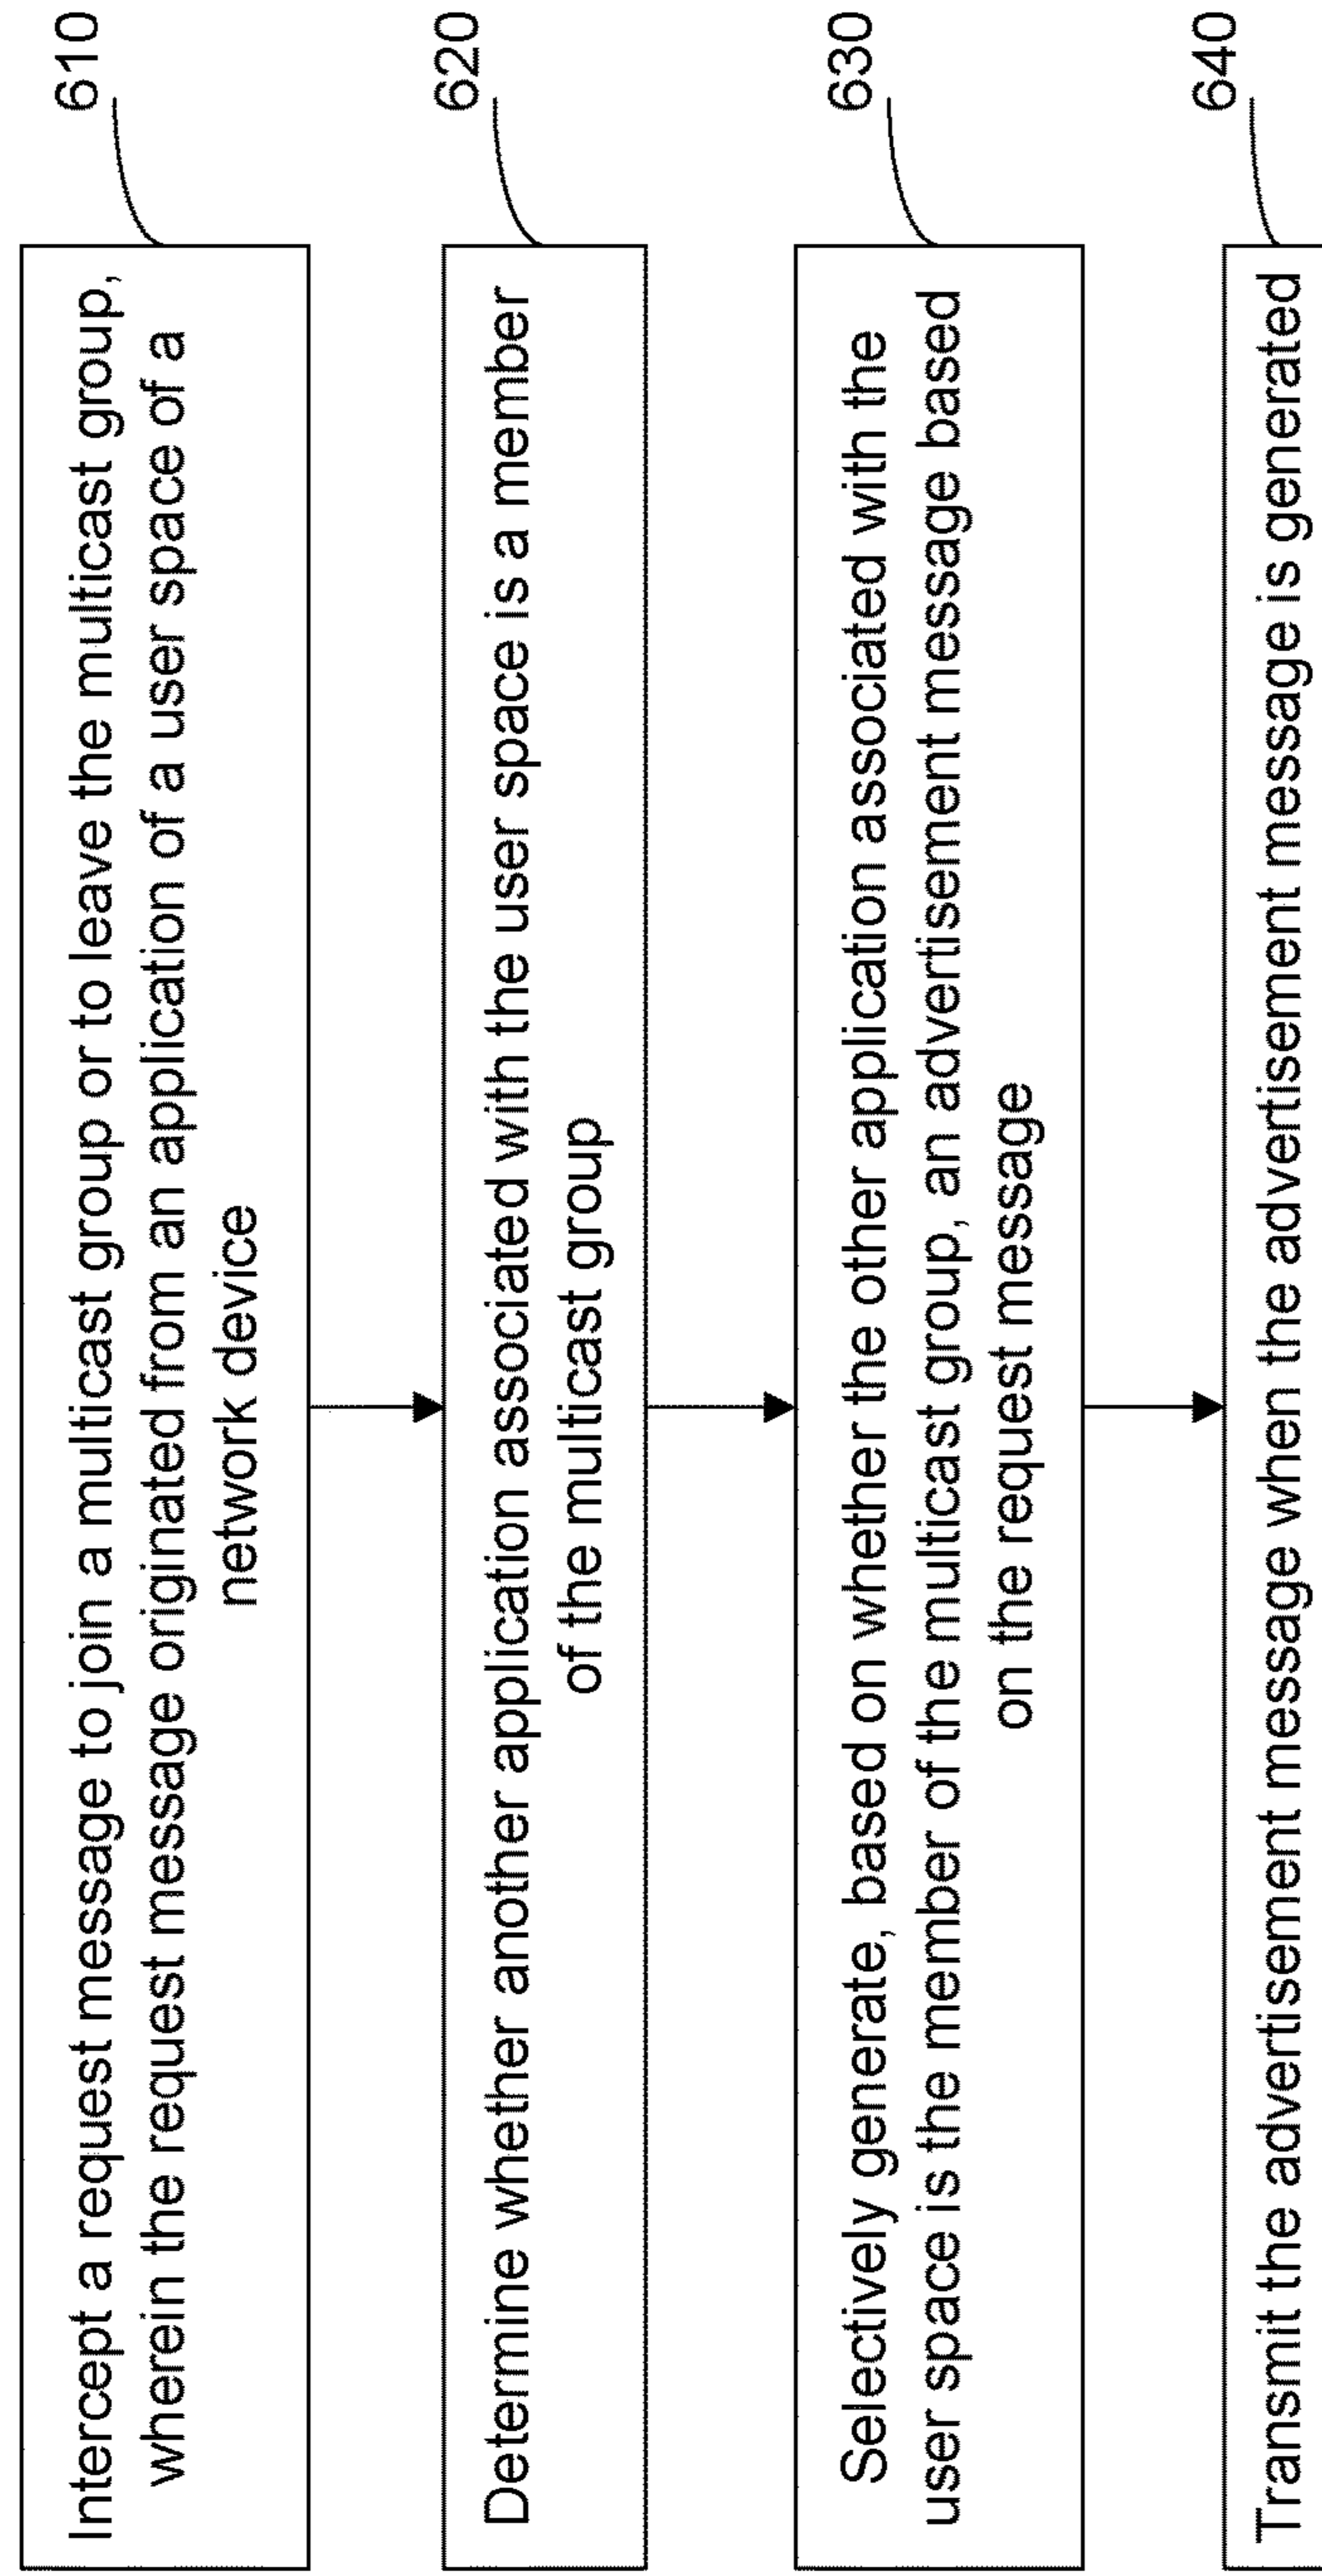 Intercept a request message to join a multicast group or to leave the multicast group,
wherein the request message originated from an application of a user space of a
network device
610
Determine whether another application associated with the user space is a member
of the multicast group
620
Selectively generate, based on whether the other application associated with the
user space is the member of the multicast group, an advertisement message based
on the request message
630
Transmit the advertisement message when the advertisement message is generated
640